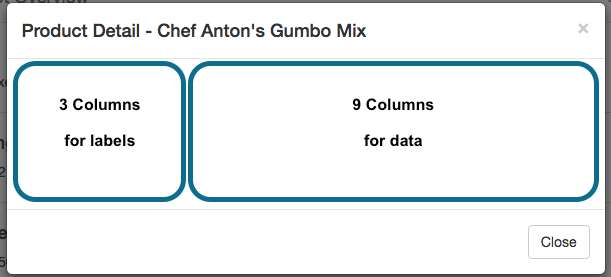 Product Detail - Chef Anton's Gumbo Mix
×
3 Columns
for labels
9 Columns
for data
Close